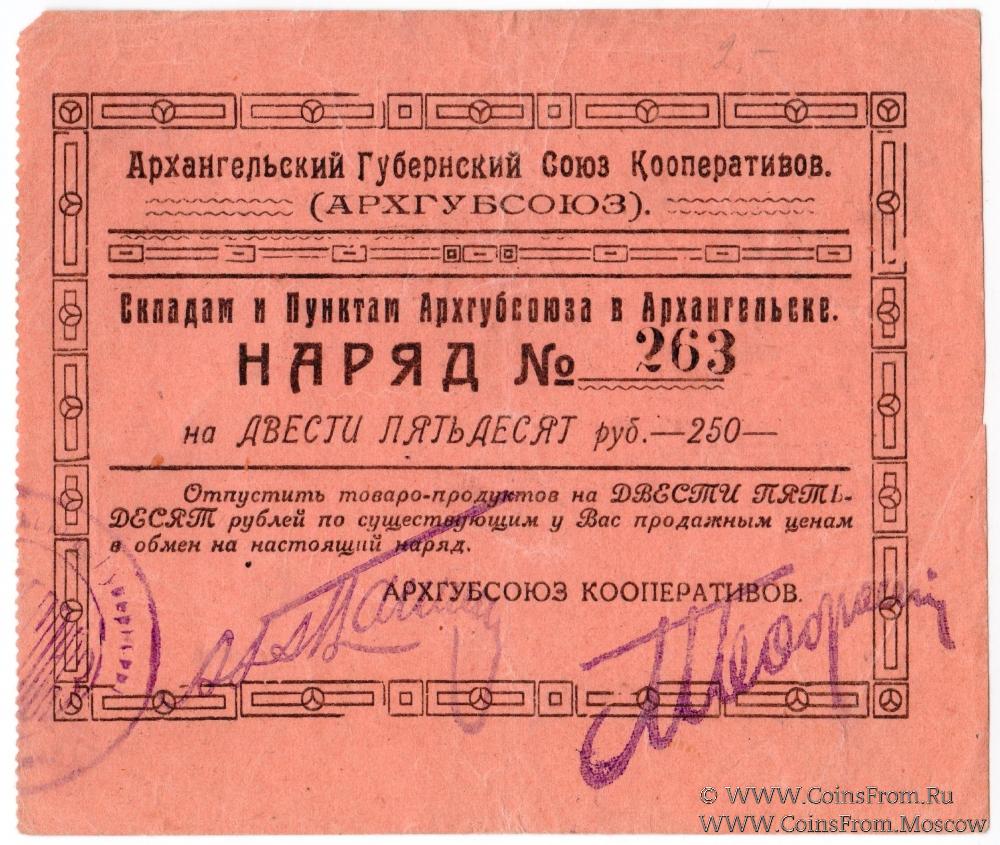 2,-
Архангельский Губернский Союз Кооперативов.
(АРХГУБСОЮЗ).
Складам и Пунктам Архгубсоюза в Архангельске.
НАРЯД № 263
на ДВЕСТИ ПЯТЬДЕСЯТ руб.—250—
Отпустить товаро-продуктов на ДВЕСТИ ПЯТЬ-
ДЕСЯТ рублей по существующим у Вас продажным ценам
в обмен на настоящий наряд.
АРХГУБСОЮЗ КООПЕРАТИВОВ.
© WWW.CoinsFrom.Ru
WWW.CoinsFrom.Moscow